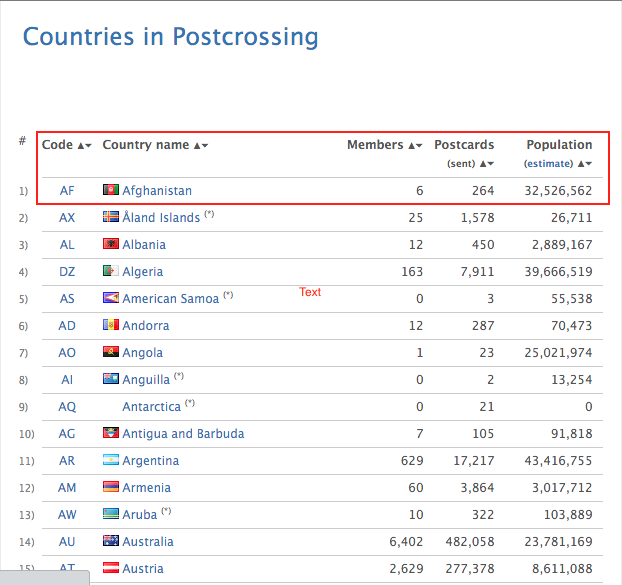 Countries in Postcrossing
# Code ▲▼ Country name ▲▼ Members ▲▼ Postcards Population
(sent) ▲▼ (estimate) ▲▼
1) AF Afghanistan 6 264 32,526,562
2) AX Åland Islands (*) 25 1,578 26,711
3) AL Albania 12 450 2,889,167
4) DZ Algeria 163 7,911 39,666,519
Text
5) AS American Samoa (*) 0 3 55,538
6) AD Andorra 12 287 70,473
7) AO Angola 1 23 25,021,974
8) AI Anguilla (*) 0 2 13,254
9) AQ Antarctica (*) 0 21 0
10) AG Antigua and Barbuda 7 105 91,818
11) AR Argentina 629 17,217 43,416,755
12) AM Armenia 60 3,864 3,017,712
13) AW Aruba (*) 10 322 103,889
14) AU Australia 6,402 482,058 23,781,169
15) AT Austria 2,629 277,378 8,611,088